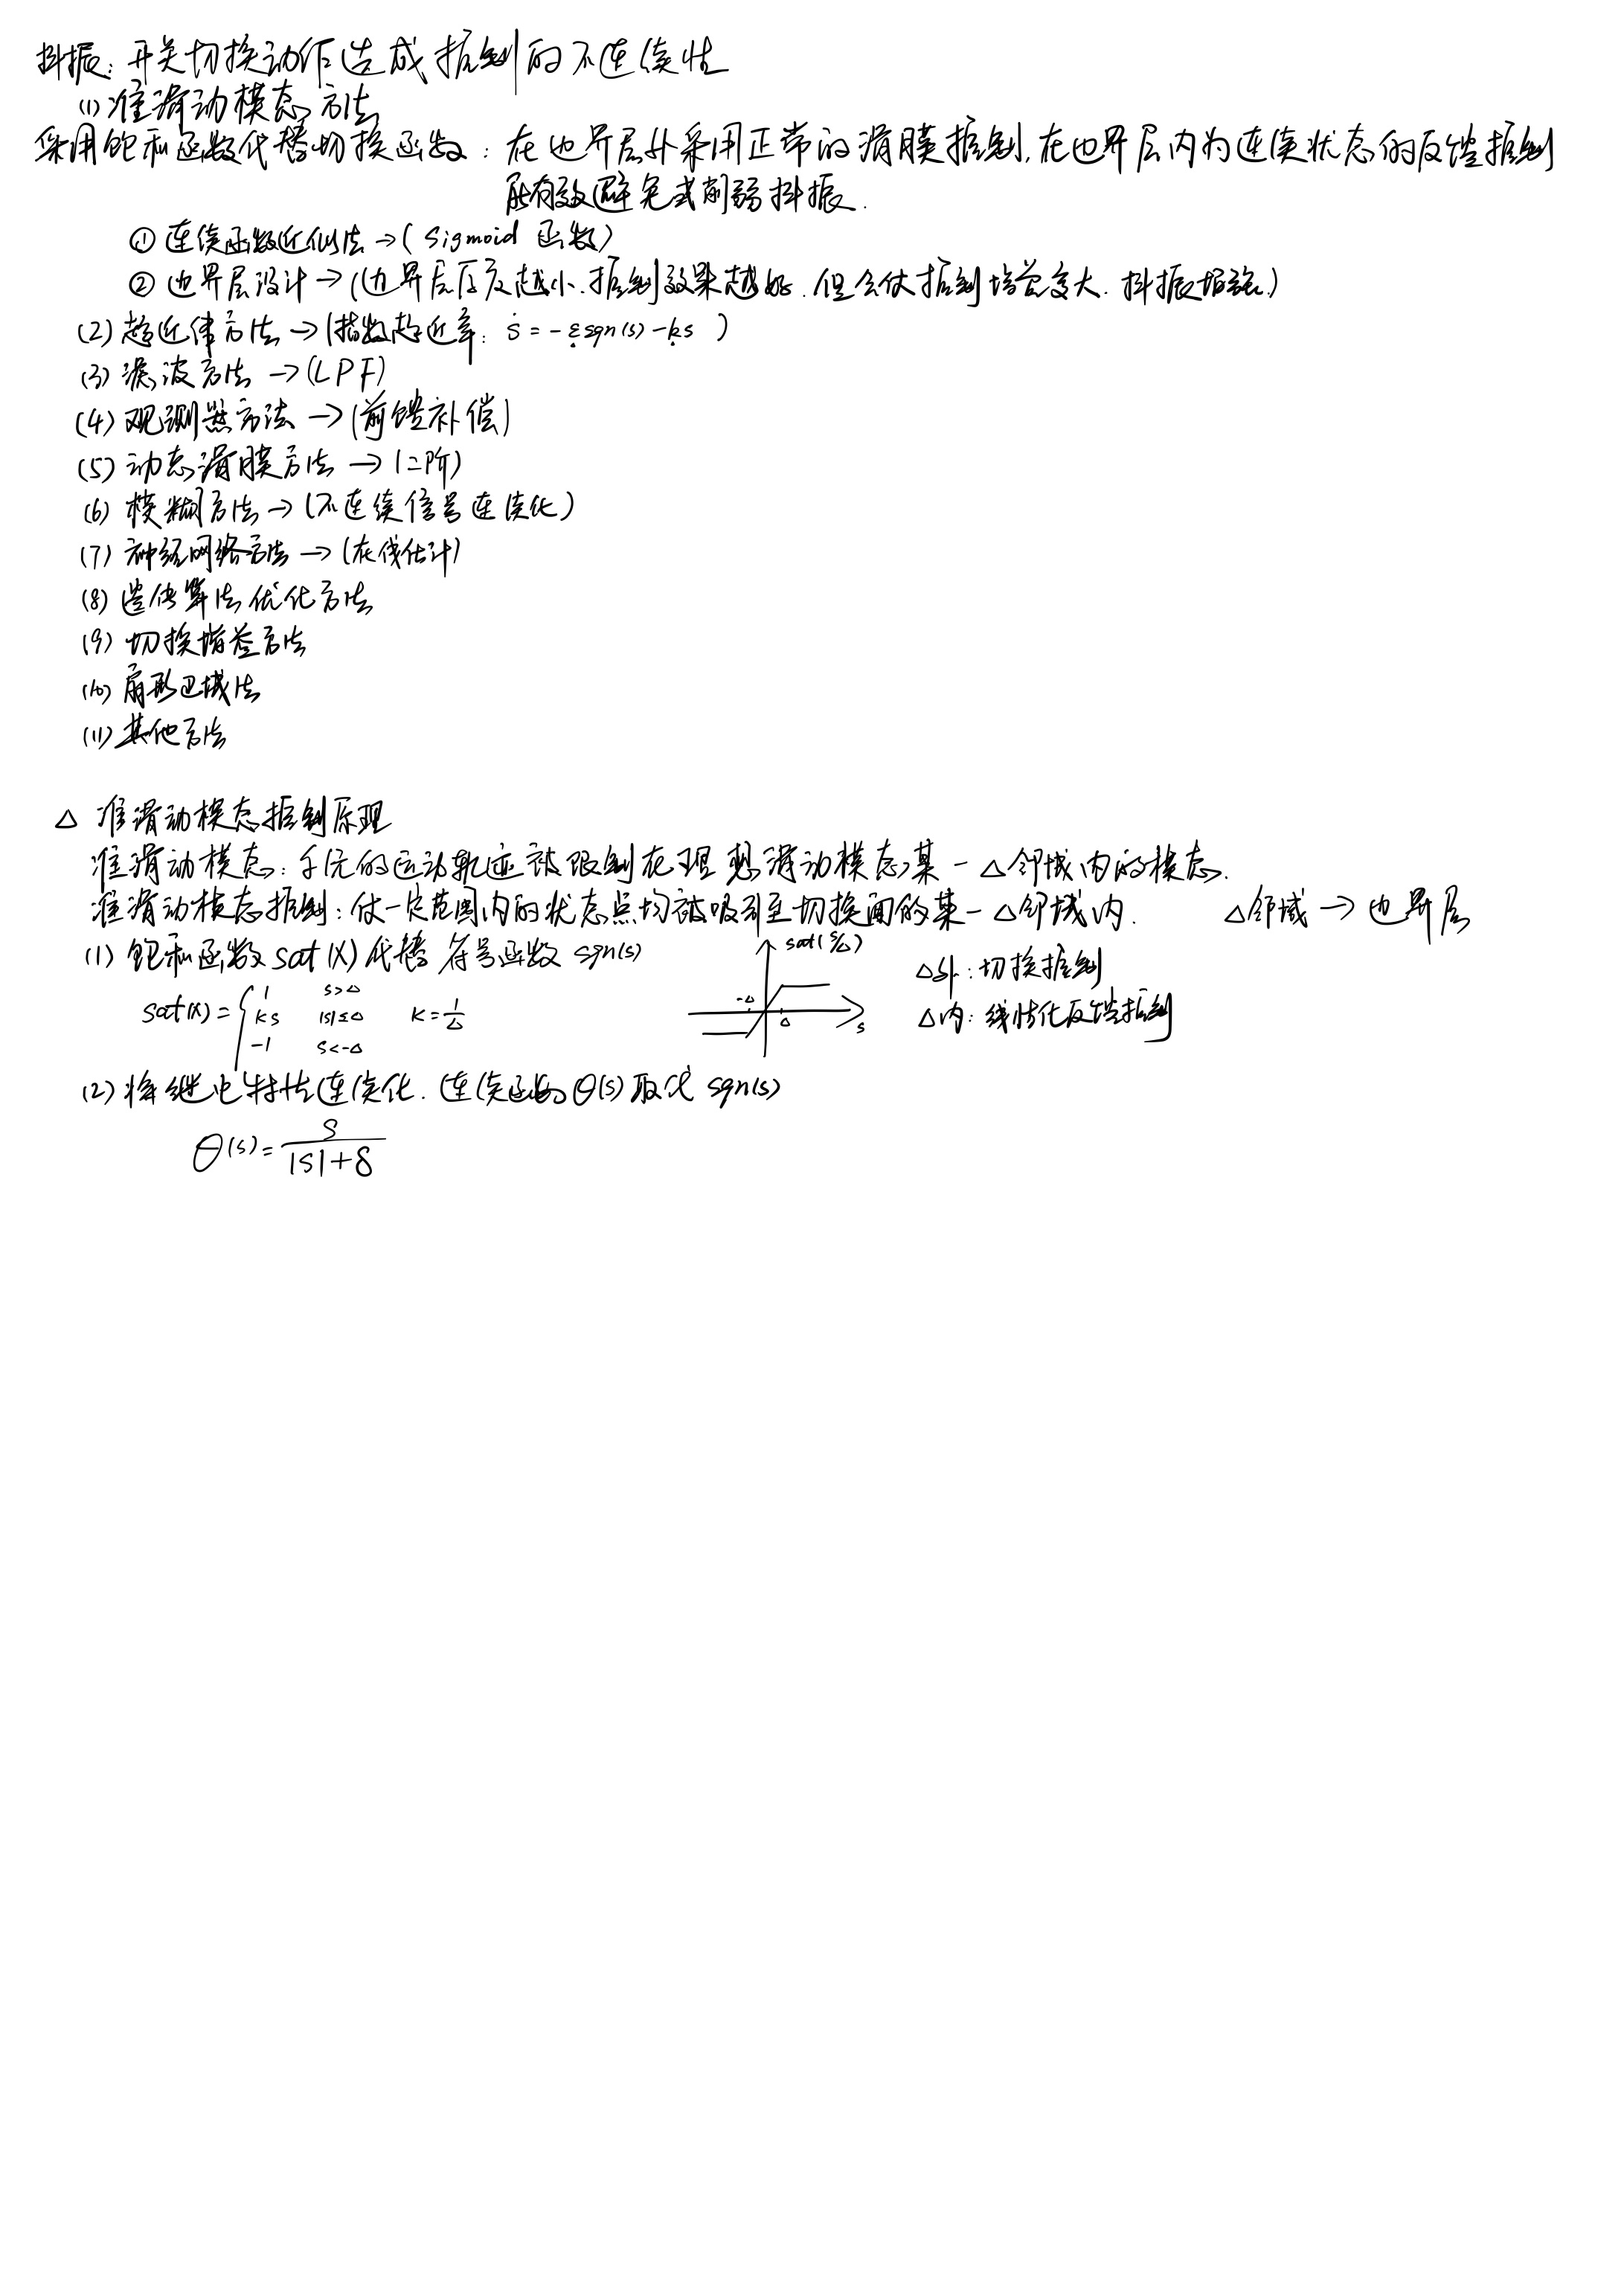 抖振：开关切换动作造成控制的不连续性
(1) 准滑动模态方法
采用饱和函数代替切换函数：在边界层外采用正常的滑膜控制,在边界层内为连续状态的反馈控制
能有效避免或削弱抖振.
① 连续函数近似法→(Sigmoid 函数)
② 边界层设计→(边界层厚度越小.控制效果越好.但会使控制增益变大.抖振增强.)
(2) 趋近律方法→(指数趋近率: ṡ = -εsgn(s) -ks )
(3) 滤波方法 →(LPF)
(4) 观测器方法 →(前馈补偿)
(5) 动态滑膜方法 →(二阶)
(6) 模糊方法→(不连续信号连续化)
(7) 神经网络方法→(在线估计)
(8) 遗传算法优化方法
(9) 切换增益方法
(10) 扇形区域法
(11) 其他方法
△ 准滑动模态控制原理
准滑动模态：系统的运动轨迹被限制在理想滑动模态某一△邻域内的模态.
准滑动模态控制：使一定范围内的状态点均被吸引至切换面的某一△邻域内. △邻域→边界层
(1) 饱和函数 sat(X) 代替 符号函数 sgn(s)
sat(s/△)
△外：切换控制
sat(X) = { 1 s>△
ks |s|≤△ K = 1/△
-1 s<-△
-△ △ s
△内：线性化反馈控制
(2) 将继电特性连续化. 连续函数θ(s) 取代 sgn(s)
θ(s) = s / (|s|+δ)